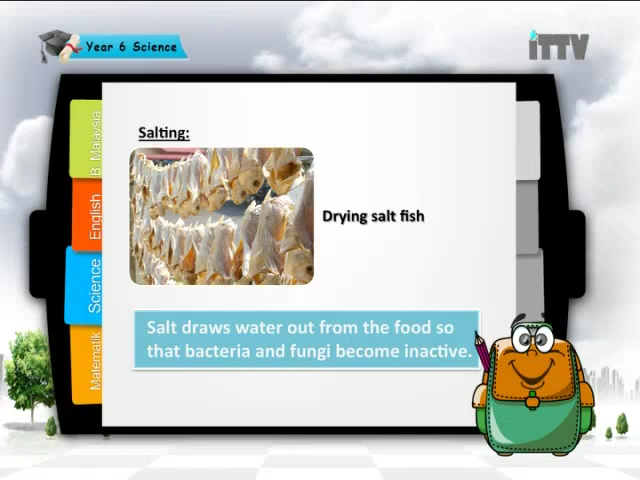 Year 6 Science
iTTV
B. Malaysia
English
Science
Matematik
Salting:
Drying salt fish
Salt draws water out from the food so
that bacteria and fungi become inactive.